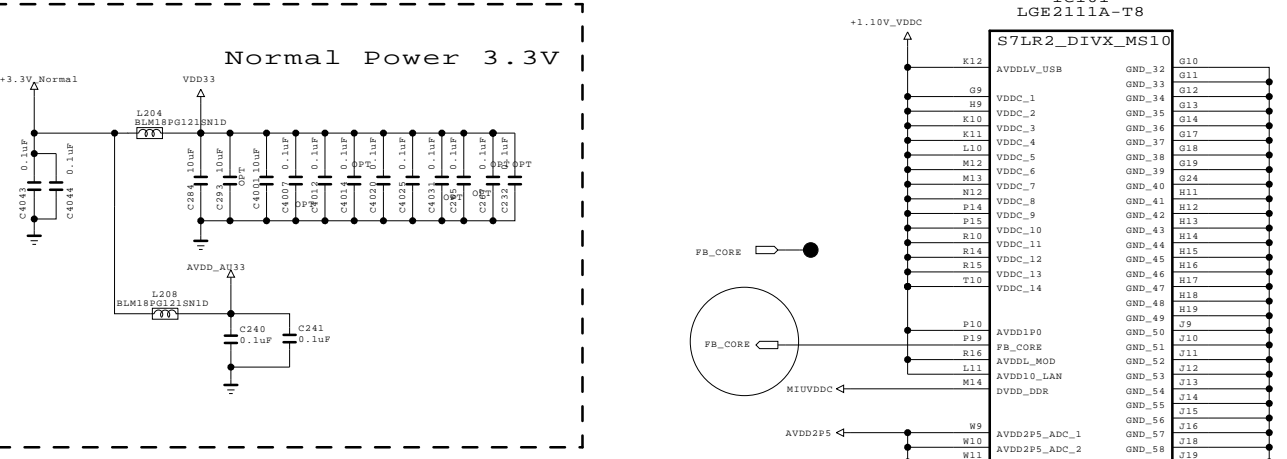 Normal Power 3.3V
+3.3V_Normal
VDD33
L204
BLM18PG121SN1D
C4043 0.1uF
C4044 0.1uF
C284 10uF
C293 10uF
OPT
C4001 10uF
C4007 0.1uF
OPT
C4012 0.1uF
C4014 0.1uF
OPT
C4020 0.1uF
C4025 0.1uF
C4031 0.1uF
OPT
0.1uF
OPT
0.1uF
OPT
C232 0.1uF
OPT
AVDD_AU33
L208
BLM18PG121SN1D
C240
0.1uF
C241
0.1uF
LGE2111A-T8
S7LR2_DIVX_MS10
+1.10V_VDDC
FB_CORE
FB_CORE
MIUVDDC
AVDD2P5
K12 AVDDLV_USB
G9 VDDC_1
H9 VDDC_2
K10 VDDC_3
K11 VDDC_4
L10 VDDC_5
M12 VDDC_6
M13 VDDC_7
N12 VDDC_8
P14 VDDC_9
P15 VDDC_10
R10 VDDC_11
R14 VDDC_12
R15 VDDC_13
T10 VDDC_14
P10 AVDD1P0
P19 FB_CORE
R16 AVDDL_MOD
L11 AVDD10_LAN
M14 DVDD_DDR
W9 AVDD2P5_ADC_1
W10 AVDD2P5_ADC_2
W11
GND_32 G10
GND_33 G11
GND_34 G12
GND_35 G13
GND_36 G14
GND_37 G17
GND_38 G18
GND_39 G19
GND_40 G24
GND_41 H11
GND_42 H12
GND_43 H13
GND_44 H14
GND_45 H15
GND_46 H16
GND_47 H17
GND_48 H18
GND_49 H19
GND_50 J9
GND_51 J10
GND_52 J11
GND_53 J12
GND_54 J13
GND_55 J14
GND_56 J15
GND_57 J16
GND_58 J18
J19